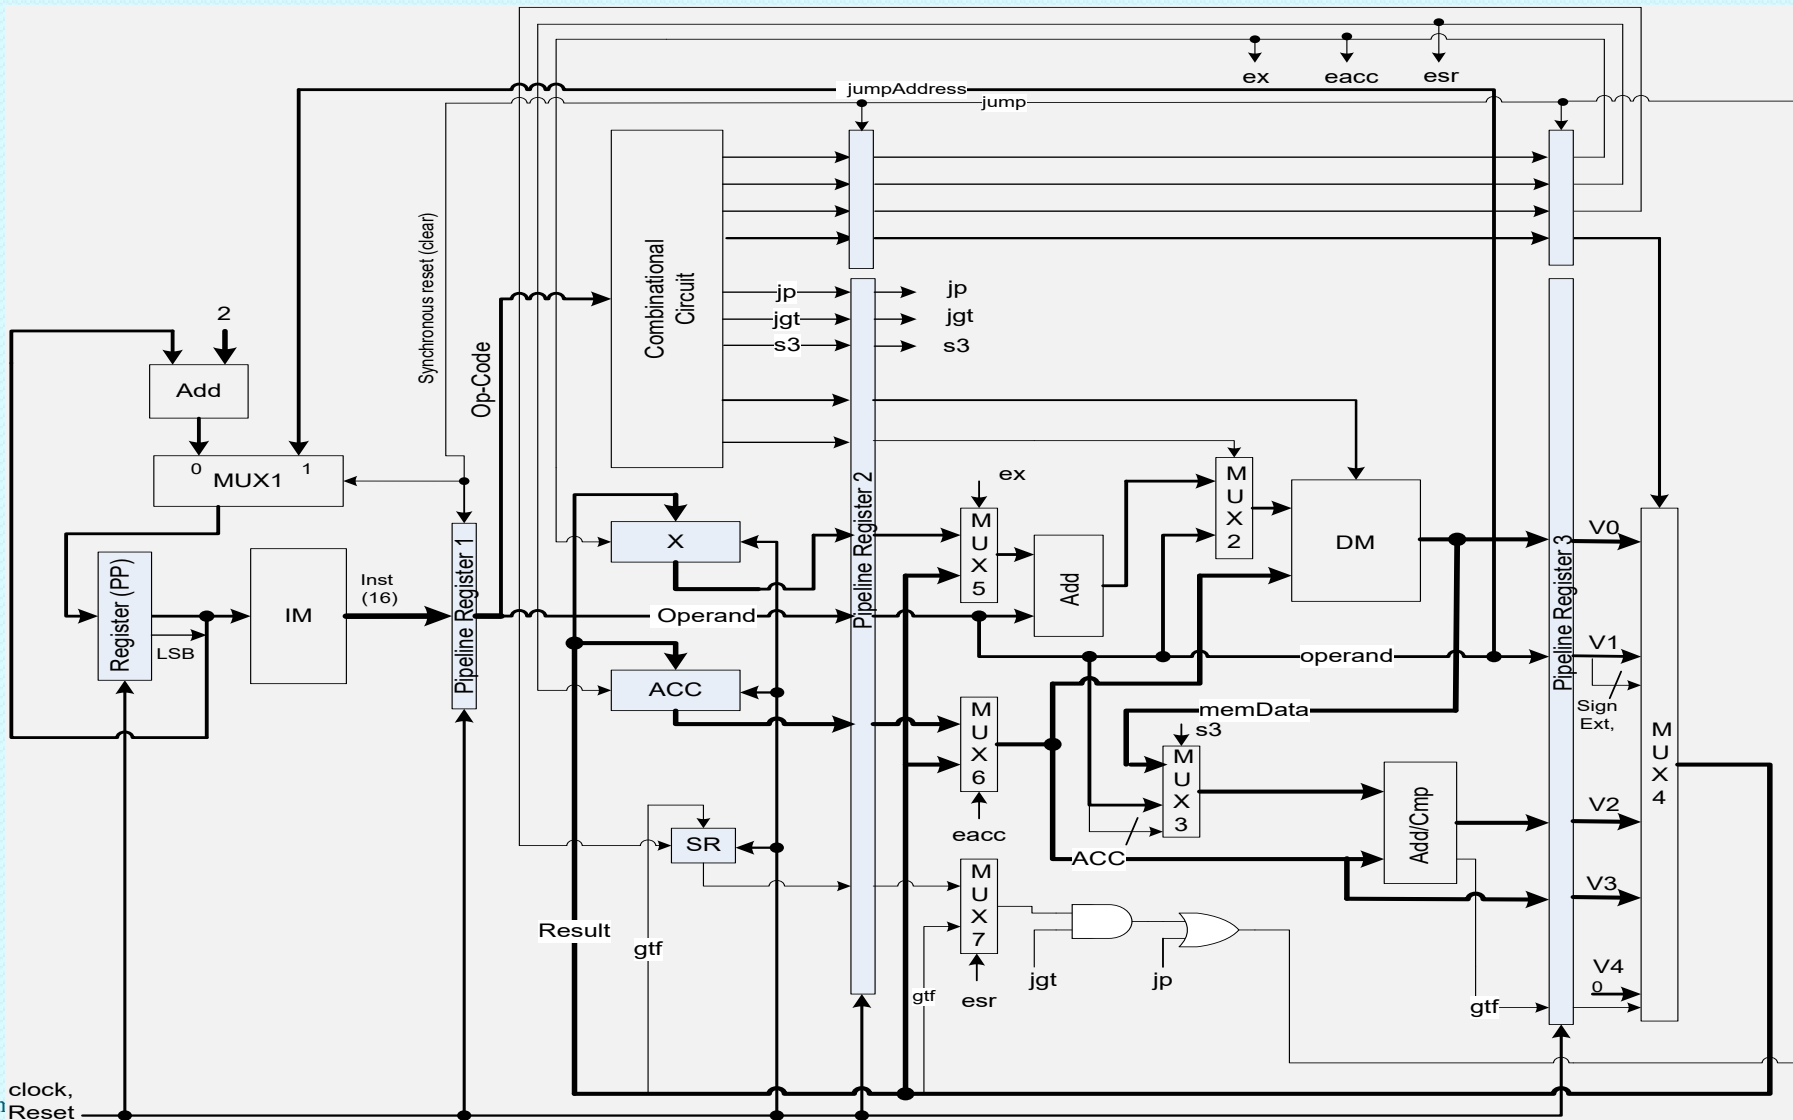 ex
eacc
esr
jumpAddress
jump
Synchronous reset (clear)
Op-Code
Combinational
Circuit
jp
jgt
s3
jp
jgt
s3
2
Add
0
1
MUX1
Register (PP)
LSB
IM
Inst
(16)
Pipeline Register 1
X
Operand
ACC
SR
Result
gtf
Pipeline Register 2
ex
MUX5
Add
MUX2
DM
operand
memData
s3
MUX6
eacc
MUX3
ACC
Add/Cmp
MUX7
gtf
esr
jgt
jp
gtf
Pipeline Register 3
V0
V1
Sign
Ext,
V2
V3
V4
0
MUX4
clock,
Reset